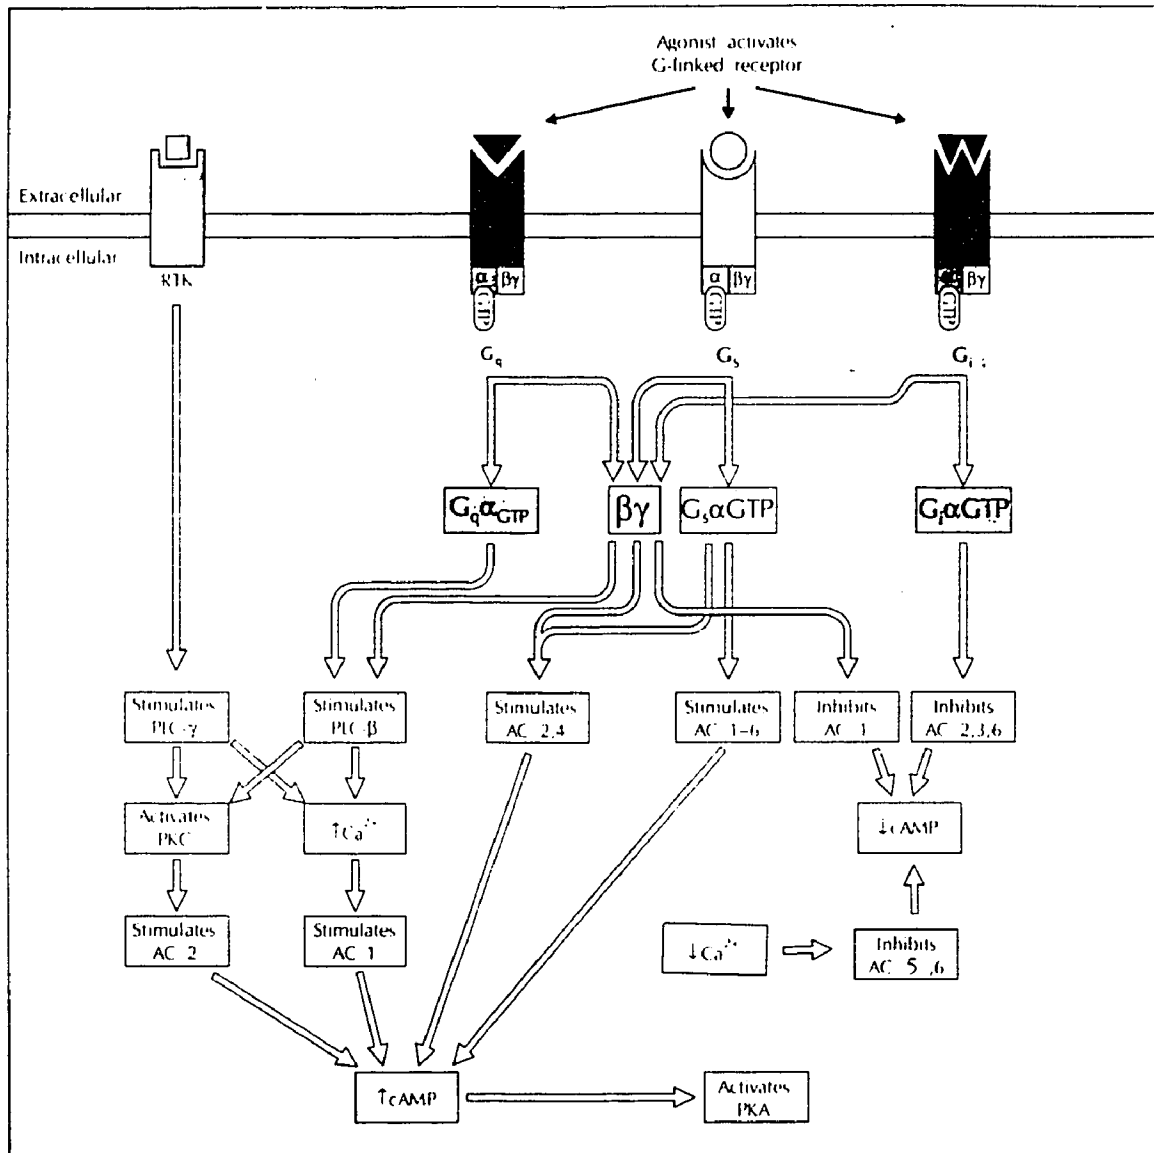 Agonist activates
G-linked receptor
Extracellular
Intracellular
RTK
α βγ
GTP
α βγ
GTP
α βγ
GTP
Gq
Gs
Gi
GqαGTP
βγ
GsαGTP
GiαGTP
Stimulates
PLC-γ
Stimulates
PLC-β
Stimulates
AC 2,4
Stimulates
AC 1–6
Inhibits
AC 1
Inhibits
AC 2,3,6
Activates
PKC
↑Ca²⁺
↓cAMP
Stimulates
AC 2
Stimulates
AC 1
↓Ca²⁺
Inhibits
AC 5 ,6
↑cAMP
Activates
PKA